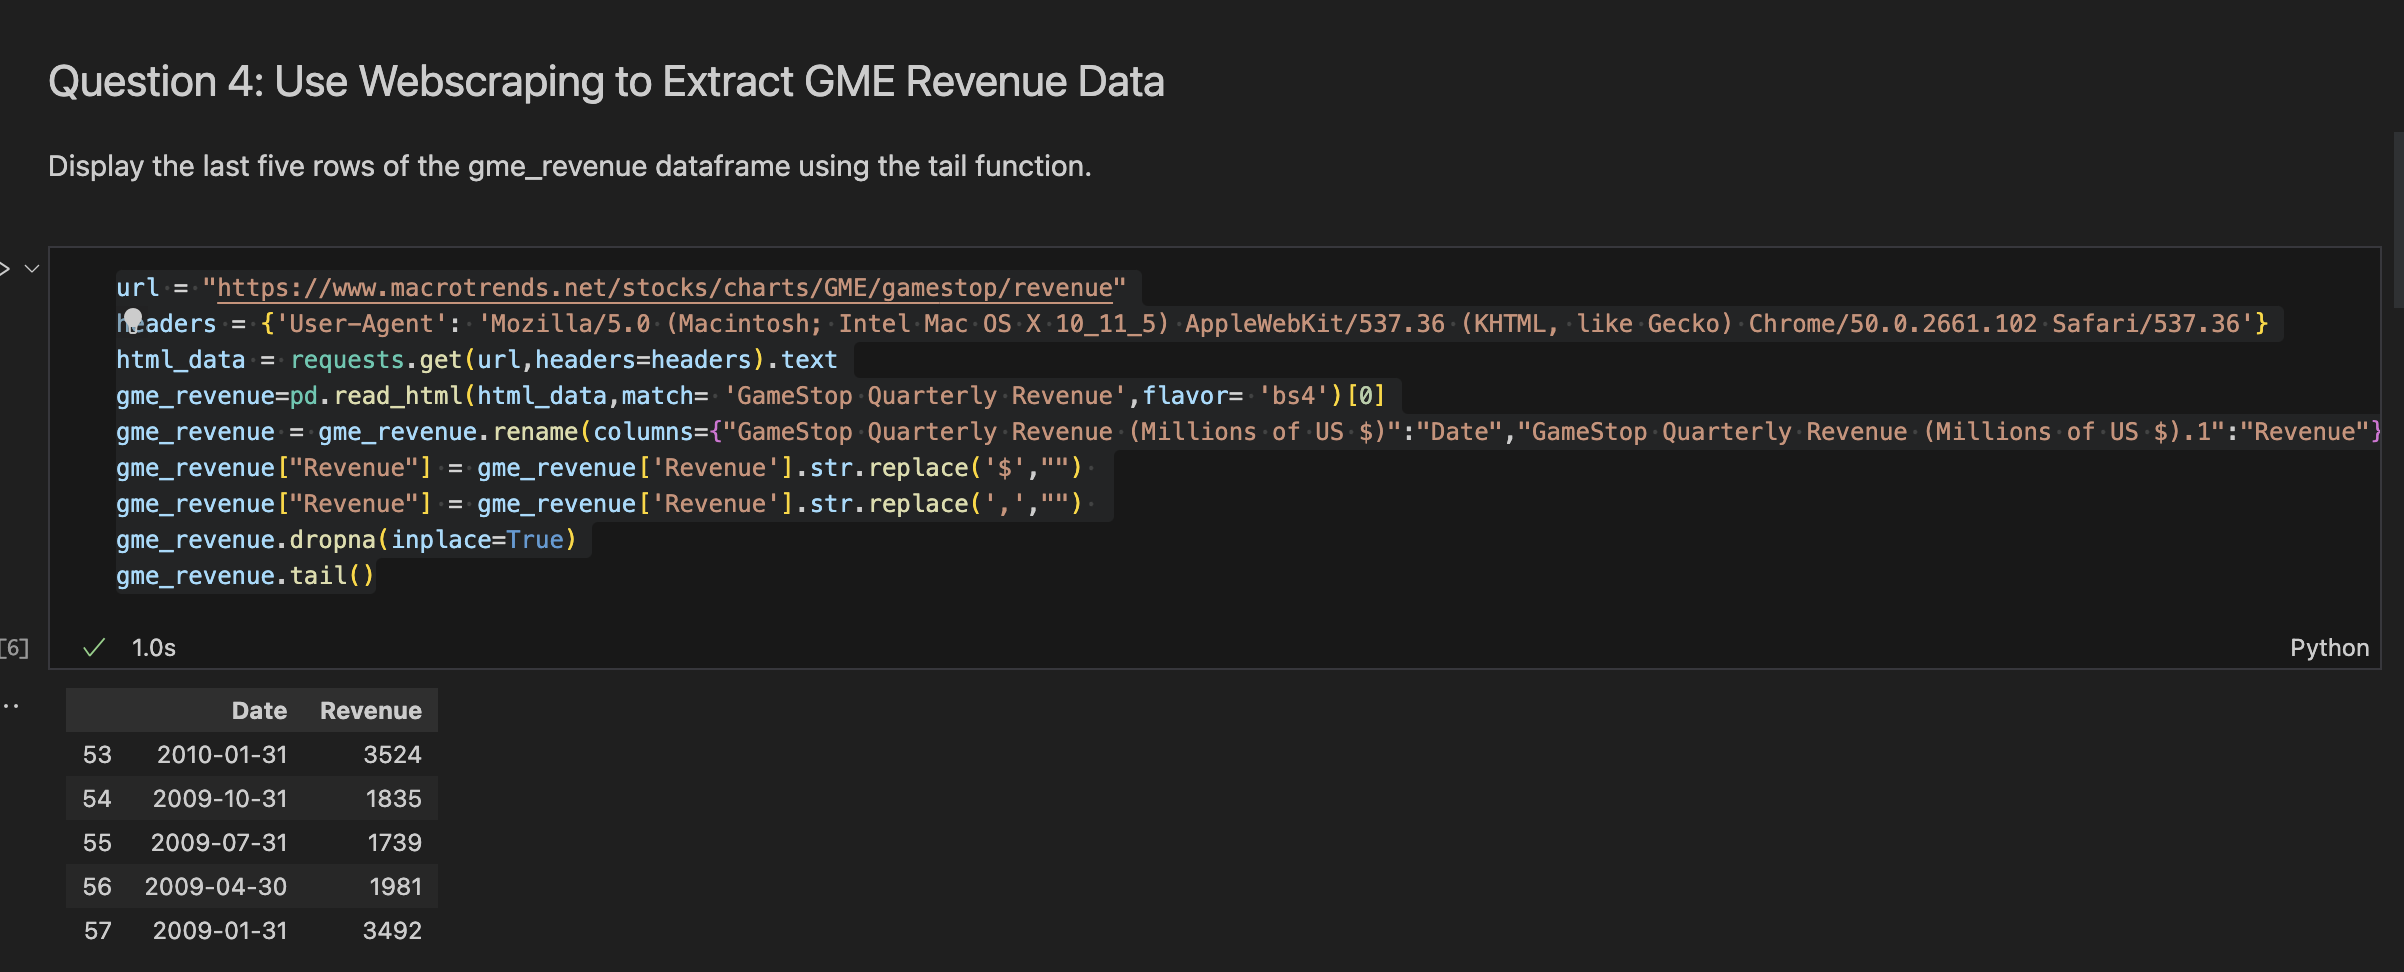 Question 4: Use Webscraping to Extract GME Revenue Data
Display the last five rows of the gme_revenue dataframe using the tail function.
url = "https://www.macrotrends.net/stocks/charts/GME/gamestop/revenue"
headers = {'User-Agent': 'Mozilla/5.0 (Macintosh; Intel Mac OS X 10_11_5) AppleWebKit/537.36 (KHTML, like Gecko) Chrome/50.0.2661.102 Safari/537.36'}
html_data = requests.get(url,headers=headers).text
gme_revenue=pd.read_html(html_data,match= 'GameStop Quarterly Revenue',flavor= 'bs4')[0]
gme_revenue = gme_revenue.rename(columns={"GameStop Quarterly Revenue (Millions of US $)":"Date","GameStop Quarterly Revenue (Millions of US $).1":"Revenue"}
gme_revenue["Revenue"] = gme_revenue['Revenue'].str.replace('$',"")
gme_revenue["Revenue"] = gme_revenue['Revenue'].str.replace(',',"")
gme_revenue.dropna(inplace=True)
gme_revenue.tail()
[6] 1.0s Python
Date Revenue
53 2010-01-31 3524
54 2009-10-31 1835
55 2009-07-31 1739
56 2009-04-30 1981
57 2009-01-31 3492